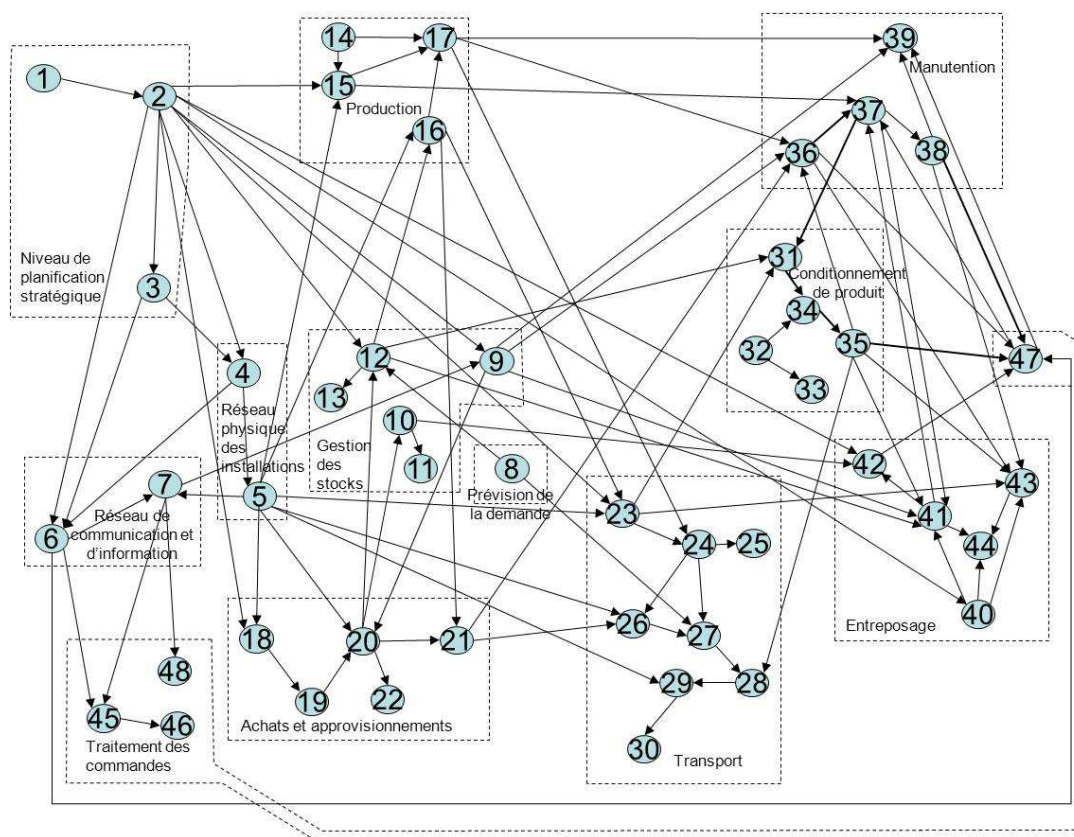 14
17
39
Manutention
1
2
15
Production
37
16
36
38
Niveau de
planification
stratégique
3
31
Conditionnement
de produit
34
4
12
9
32
35
47
13
33
Réseau
physique
des
installations
10
Gestion
des
stocks
11
8
Prévision de
la demande
42
7
5
43
6
Réseau de
communication et
d'information
23
41
24
25
44
40
Entreposage
26
27
18
20
21
48
29
28
19
22
45
46
Achats et approvisionnements
Traitement des
commandes
30
Transport